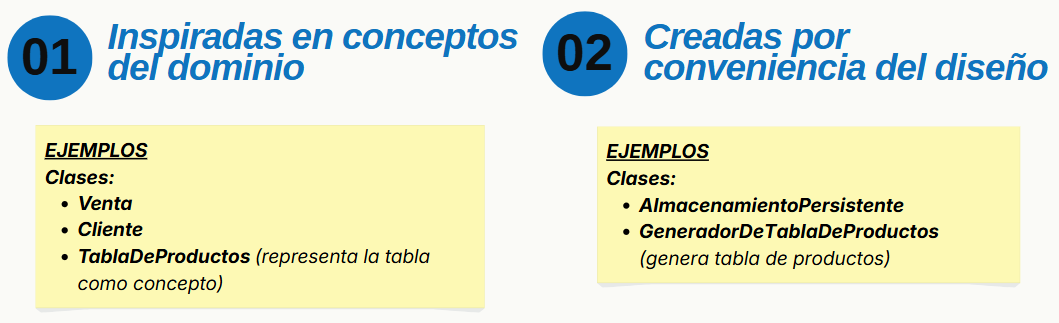 01
Inspiradas en conceptos
del dominio
EJEMPLOS
Clases:
• Venta
• Cliente
• TablaDeProductos (representa la tabla
como concepto)
02
Creadas por
conveniencia del diseño
EJEMPLOS
Clases:
• AlmacenamientoPersistente
• GeneradorDeTablaDeProductos
(genera tabla de productos)